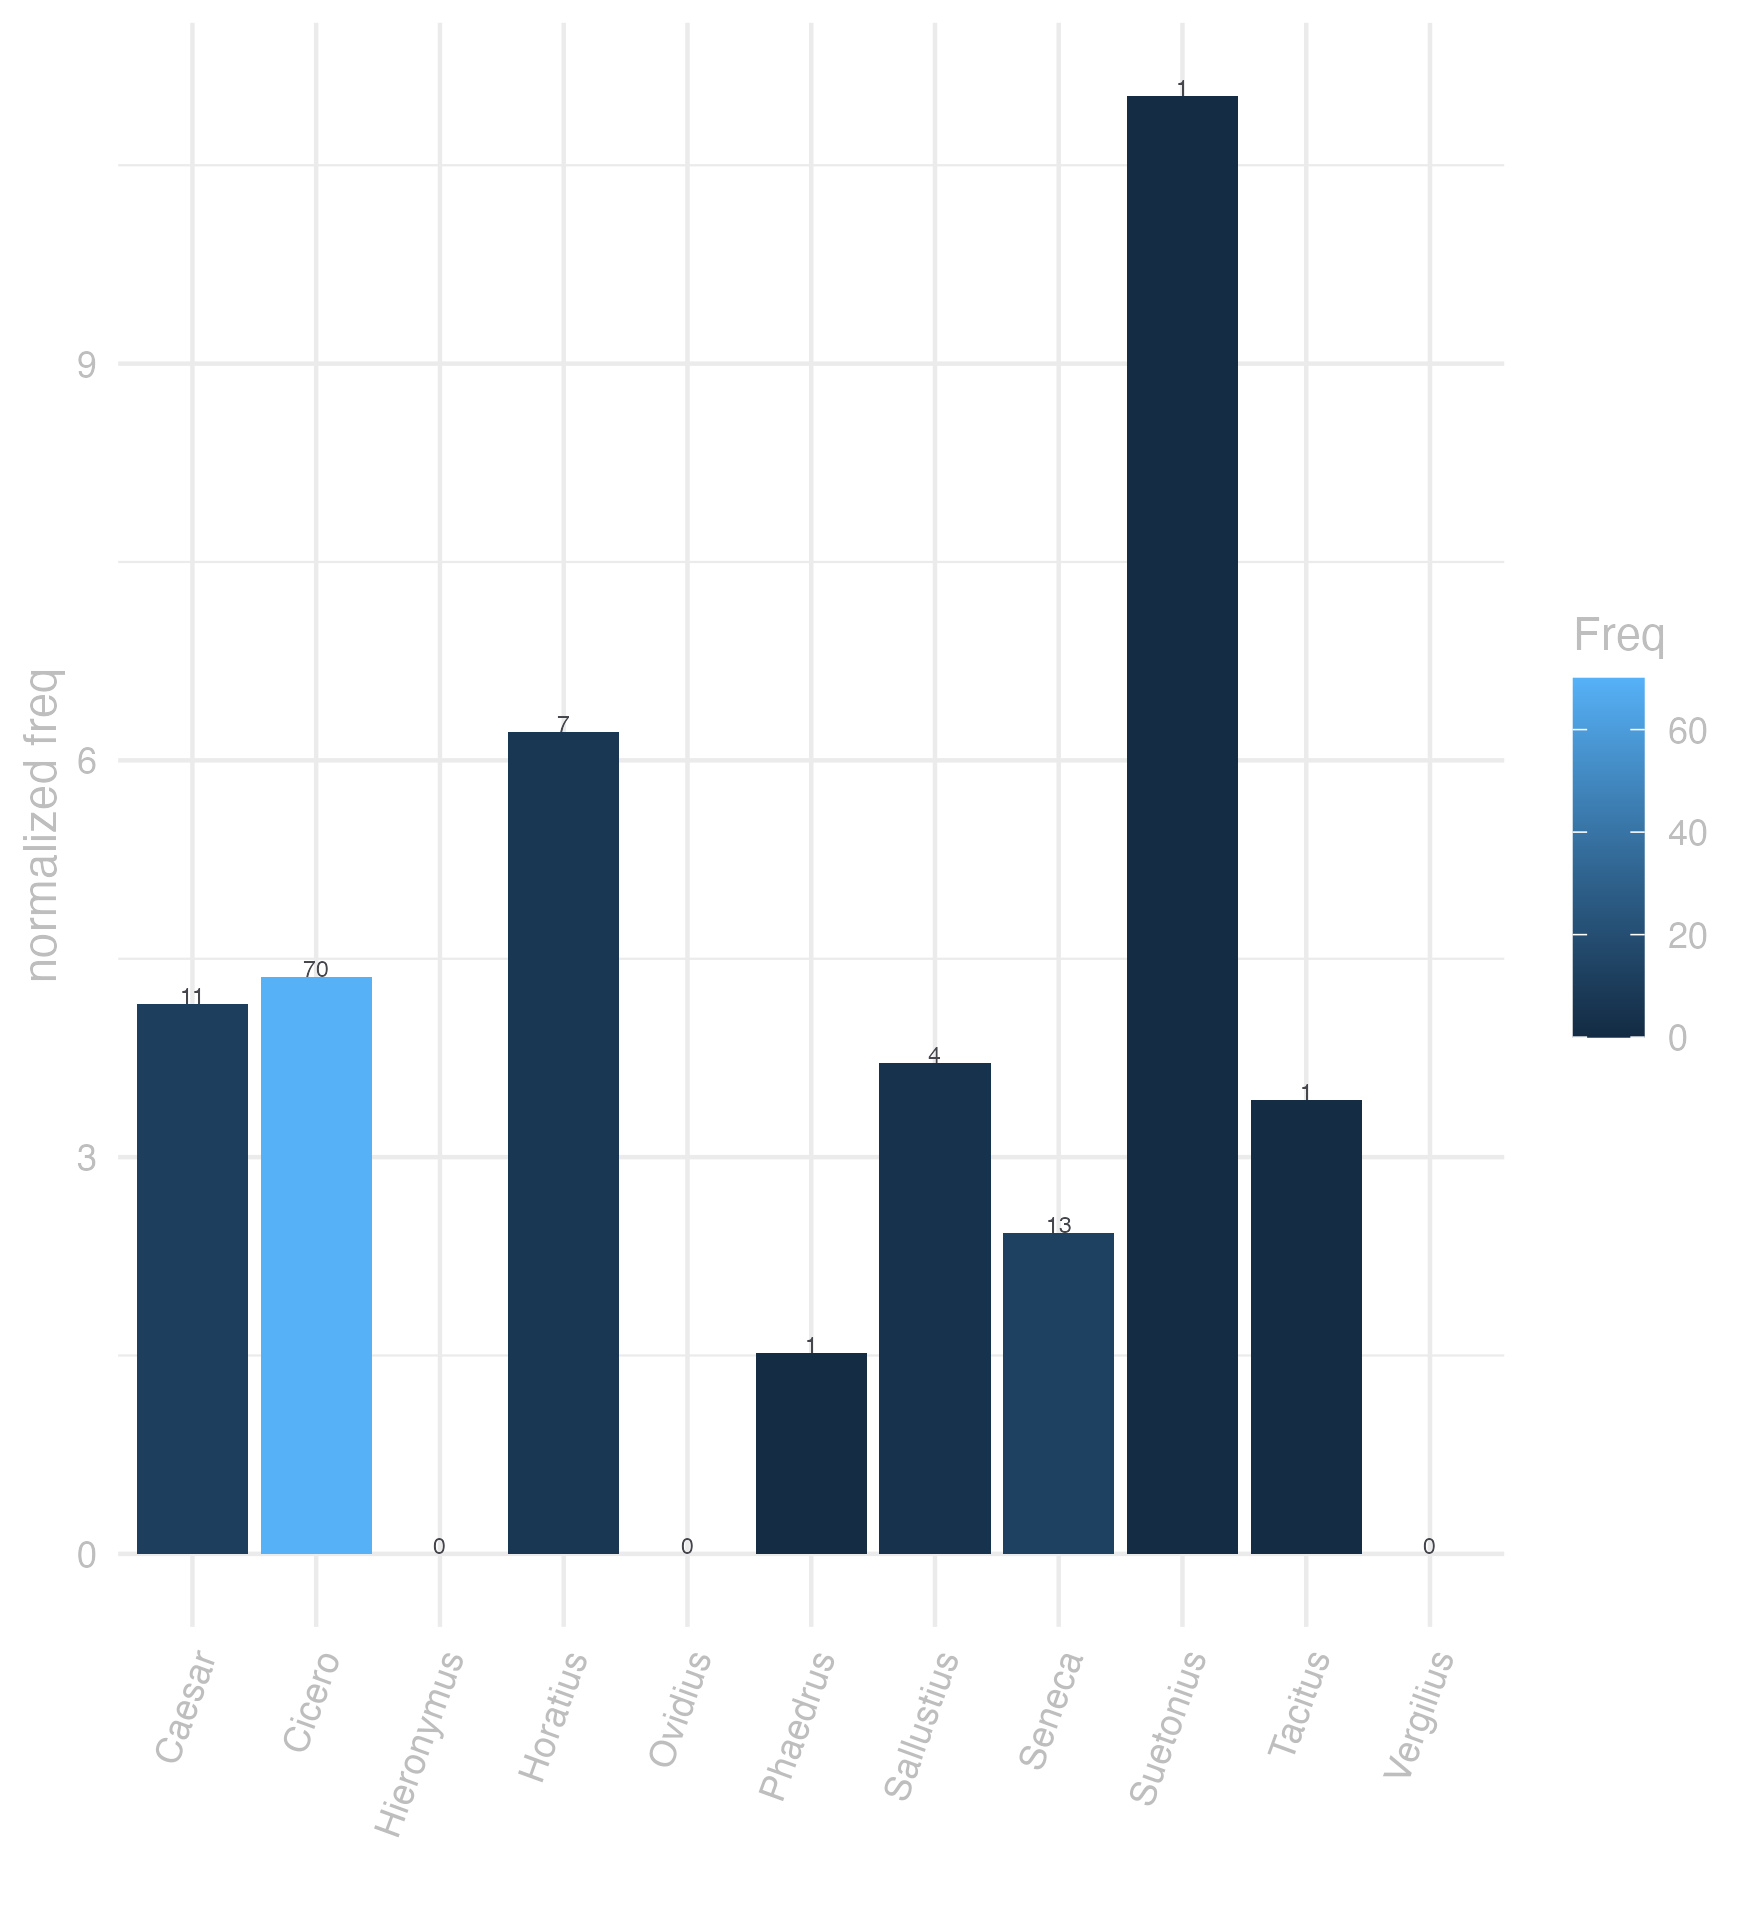 1
9
7
6
normalized freq
70
11
4
1
3
13
1
0
0
0
0
Caesar
Cicero
Hieronymus
Horatius
Ovidius
Phaedrus
Sallustius
Seneca
Suetonius
Tacitus
Vergilius
Freq
60
40
20
0